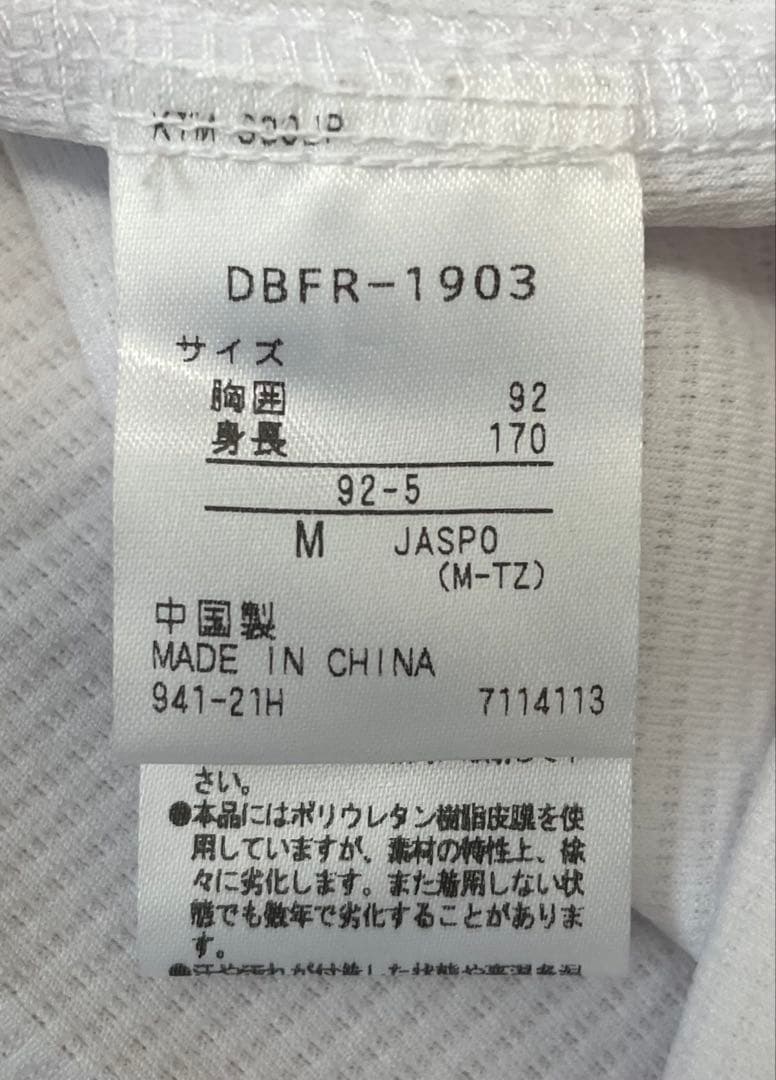 DBFR-1903
サイズ
胸囲 92
身長 170
92-5
M JASPO
(M-TZ)
中国製
MADE IN CHINA
941-21H 7114113
さい。
●本品にはポリウレタン樹脂皮膜を使
用していますが、素材の特性上、徐
々に劣化します。また着用しない状
態でも数年で劣化することがありま
す。